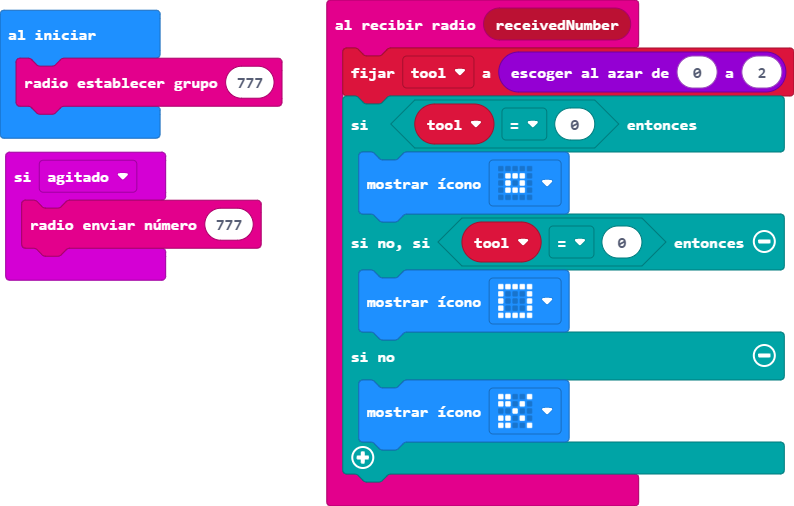 al iniciar
radio establecer grupo 777
si agitado
radio enviar número 777
al recibir radio receivedNumber
fijar tool a escoger al azar de 0 a 2
si tool = 0 entonces
mostrar ícono
si no, si tool = 0 entonces
mostrar ícono
si no
mostrar ícono